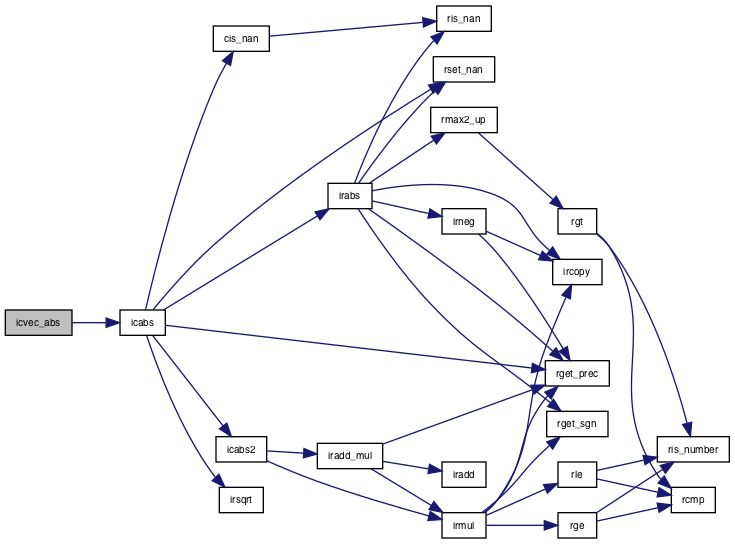 ris_nan
cis_nan
rset_nan
rmax2_up
irabs
irneg
rgt
ircopy
icvec_abs
icabs
rget_prec
rget_sgn
icabs2
iradd_mul
ris_number
iradd
rle
irsqrt
rcmp
irmul
rge